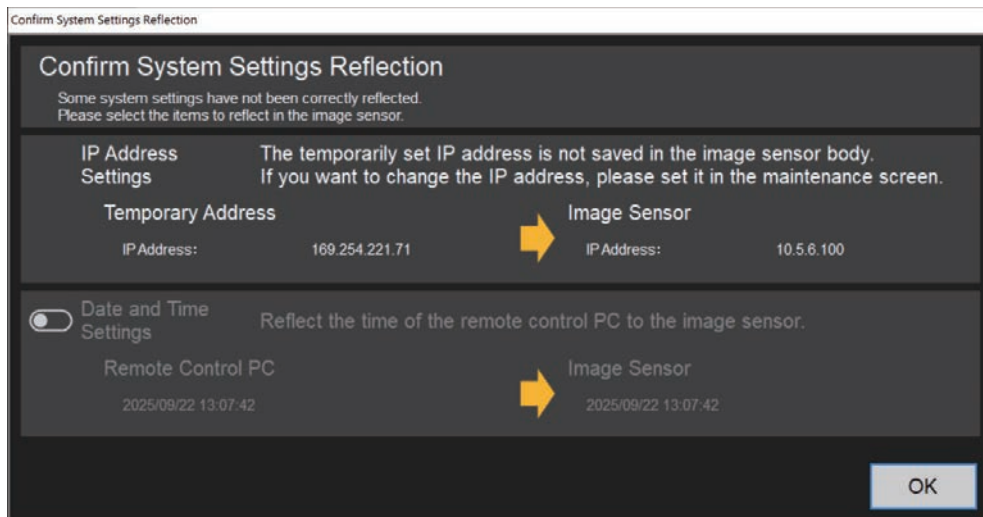 Confirm System Settings Reflection
Confirm System Settings Reflection
Some system settings have not been correctly reflected.
Please select the items to reflect in the image sensor.
IP Address Settings
The temporarily set IP address is not saved in the image sensor body.
If you want to change the IP address, please set it in the maintenance screen.
Temporary Address
Image Sensor
IP Address:
169.254.221.71
IP Address:
10.5.6.100
Date and Time
Settings
Reflect the time of the remote control PC to the image sensor.
Remote Control PC
Image Sensor
2025/09/22 13:07:42
2025/09/22 13:07:42
OK